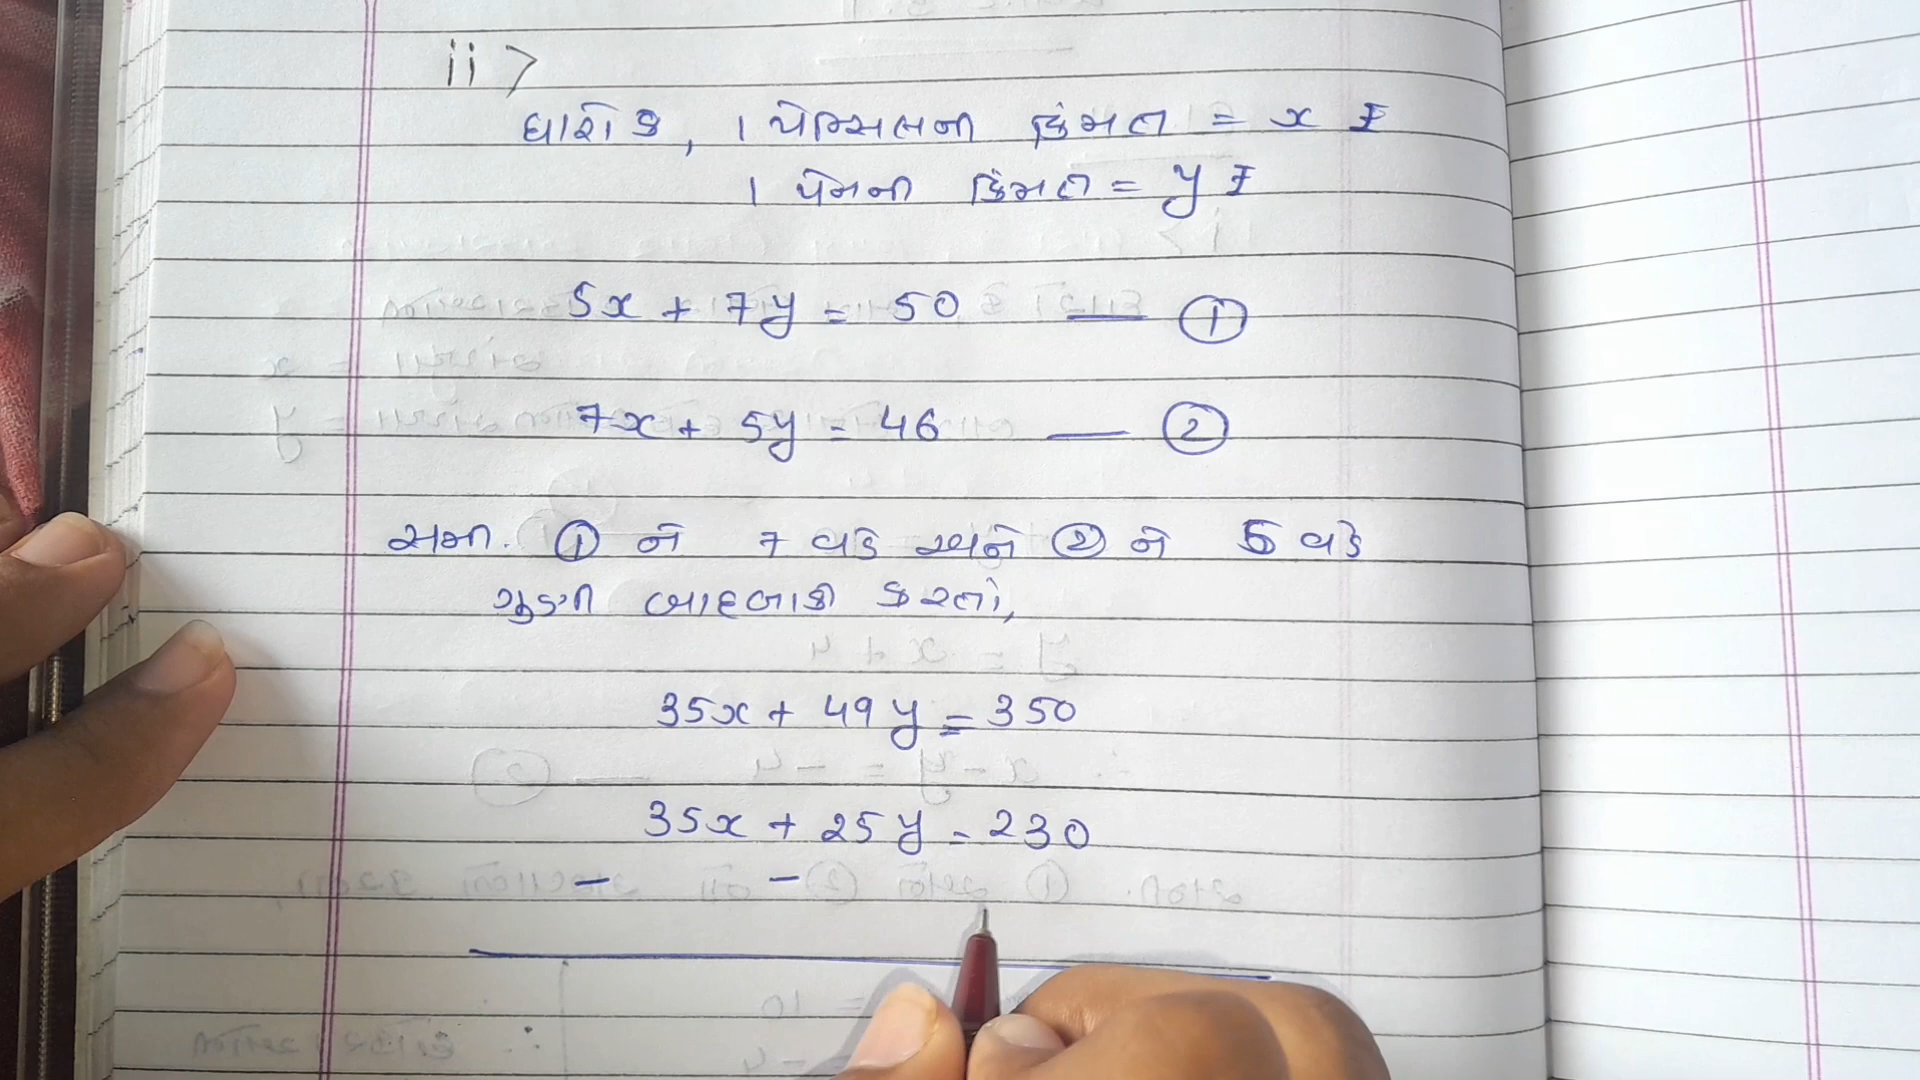 ii >
ધારો કે, 1 પેન્સિલની કિંમત = x ₹
1 પેનની કિંમત = y ₹
5x + 7y = 50 — ①
7x + 5y = 46 — ②
સમી. ① ને 7 વડે અને ② ને 5 વડે
ગુણી બાદબાકી કરતાં,
35x + 49y = 350
35x + 25y = 230
– –